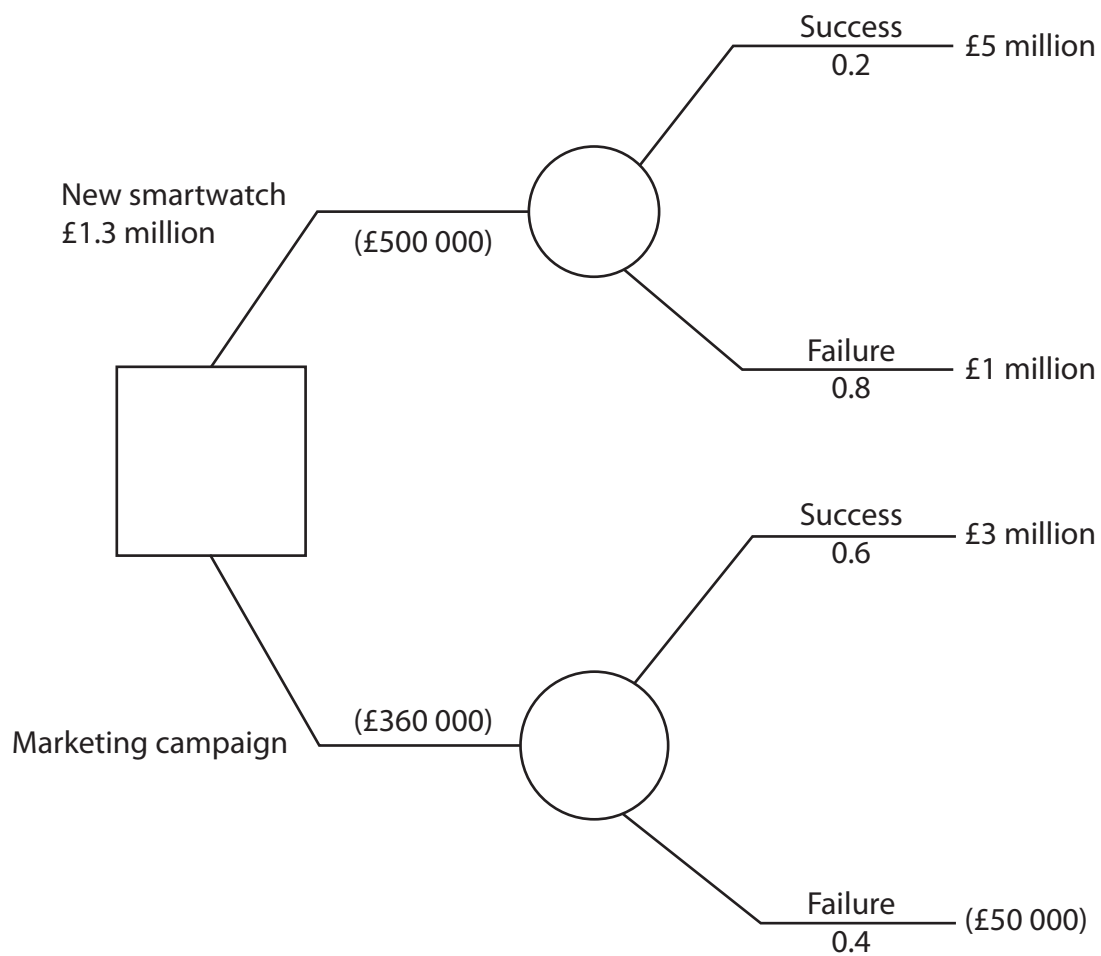 Success
0.2
£5 million
New smartwatch
£1.3 million
(£500 000)
Failure
0.8
£1 million
Success
0.6
£3 million
Marketing campaign
(£360 000)
Failure
0.4
(£50 000)